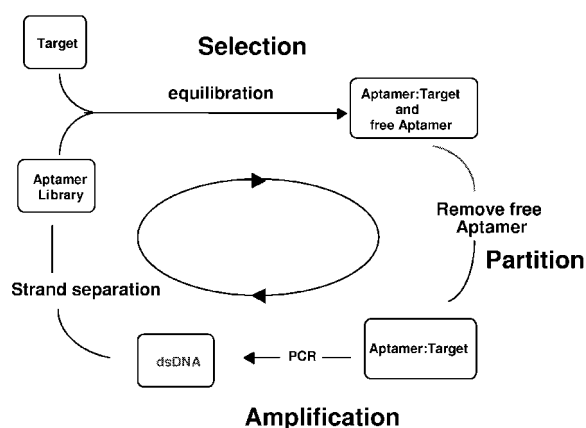 Target
Selection
equilibration
Aptamer:Target
and
free Aptamer
Aptamer
Library
Remove free
Aptamer
Partition
Strand separation
dsDNA
PCR
Aptamer:Target
Amplification